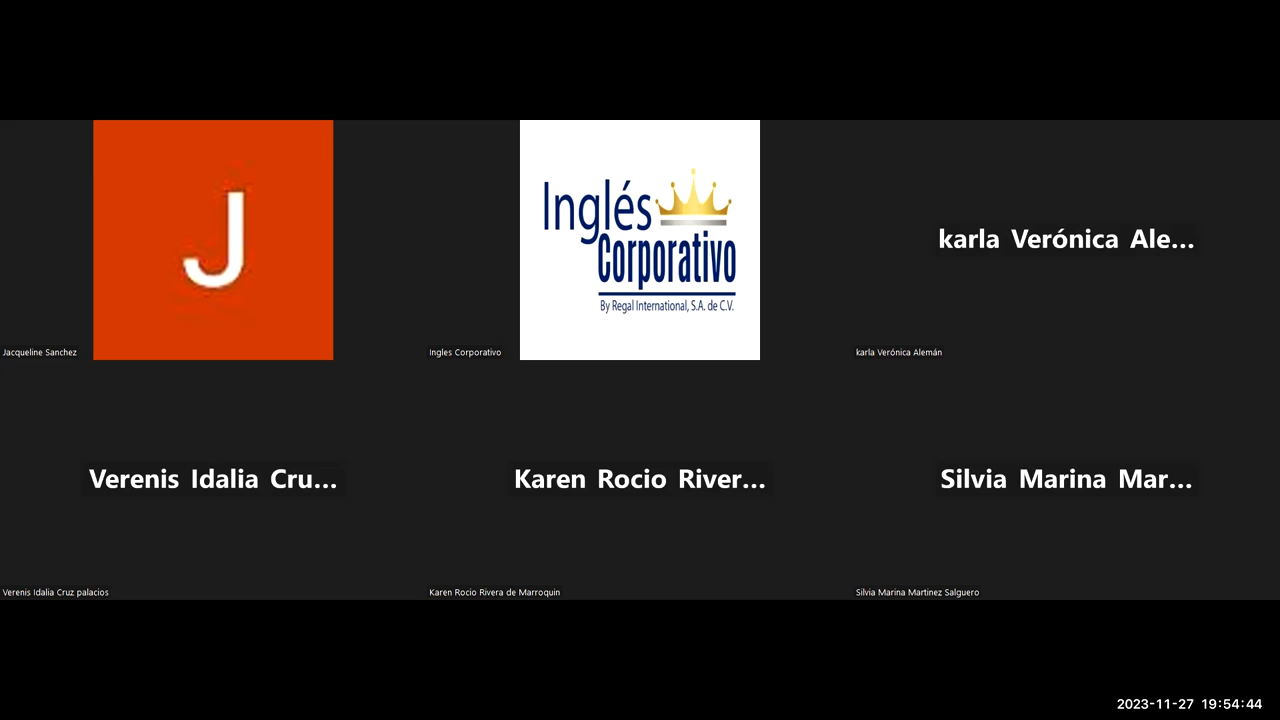 J
Inglés
Corporativo
By Regal International, S.A. de C.V.
karla Verónica Ale...
Jacqueline Sanchez
Ingles Corporativo
karla Verónica Alemán
Verenis Idalia Cru...
Karen Rocio River...
Silvia Marina Mar...
Verenis Idalia Cruz palacios
Karen Rocio Rivera de Marroquin
Silvia Marina Martinez Salguero
2023-11-27 19:54:44